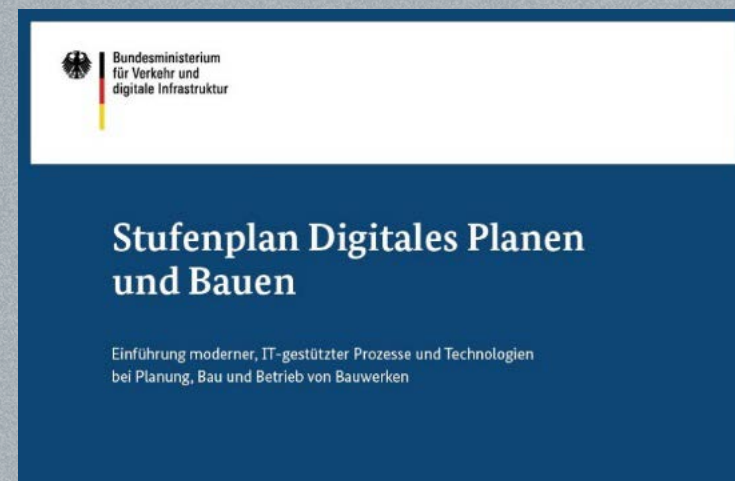 Bundesministerium
für Verkehr und
digitale Infrastruktur
Stufenplan Digitales Planen
und Bauen
Einführung moderner, IT-gestützter Prozesse und Technologien
bei Planung, Bau und Betrieb von Bauwerken